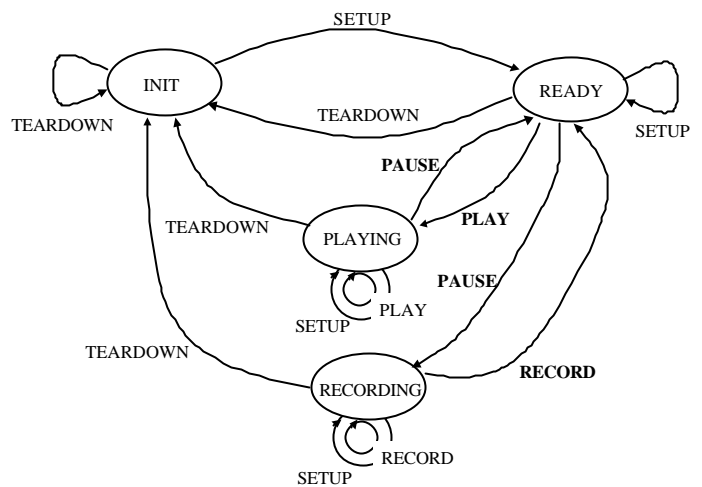 SETUP
INIT
READY
TEARDOWN
TEARDOWN
SETUP
PAUSE
PLAY
TEARDOWN
PLAYING
PAUSE
PLAY
SETUP
TEARDOWN
RECORD
RECORDING
RECORD
SETUP